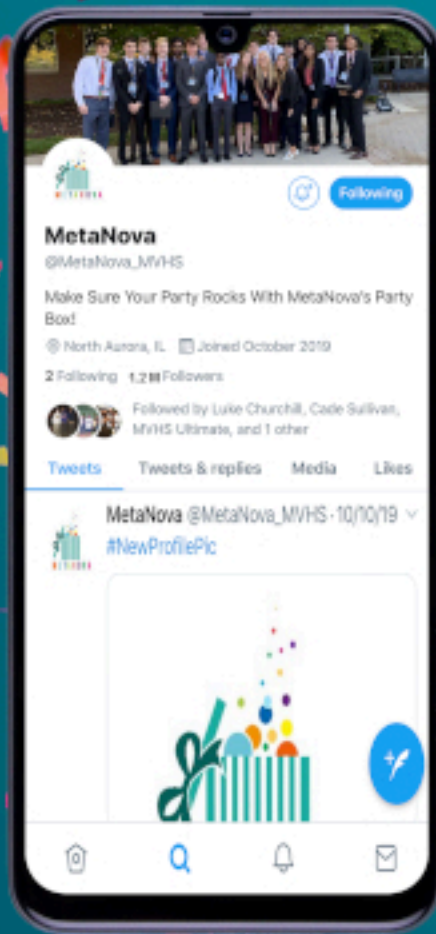 METANOVA
Following
MetaNova
@MetaNova_MVHS
Make Sure Your Party Rocks With MetaNova's Party
Box!
North Aurora, IL Joined October 2019
2 Following 1.2M Followers
Followed by Luke Churchill, Cade Sullivan,
MVHS Ultimate, and 1 other
Tweets Tweets & replies Media Likes
MetaNova @MetaNova_MVHS · 10/10/19
METANOVA
#NewProfilePic